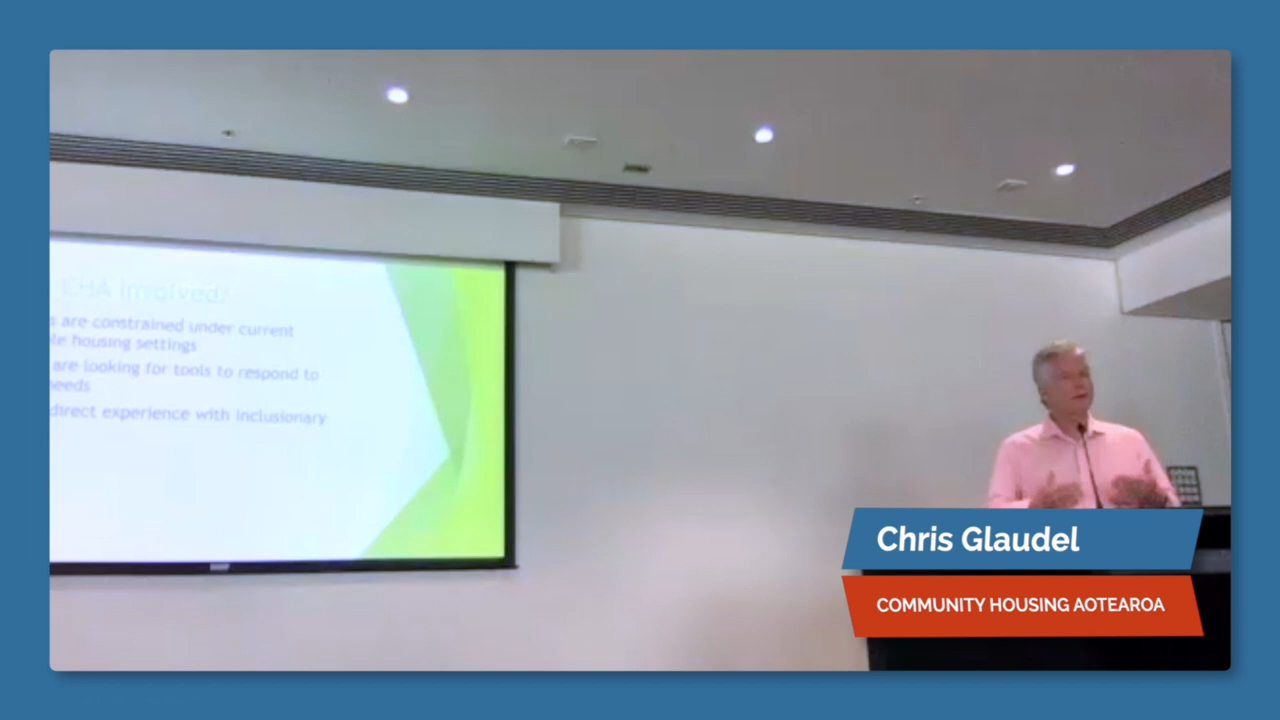 CHA involved?
are constrained under current
housing settings
are looking for tools to respond to
needs
direct experience with inclusionary
Chris Glaudel
COMMUNITY HOUSING AOTEAROA